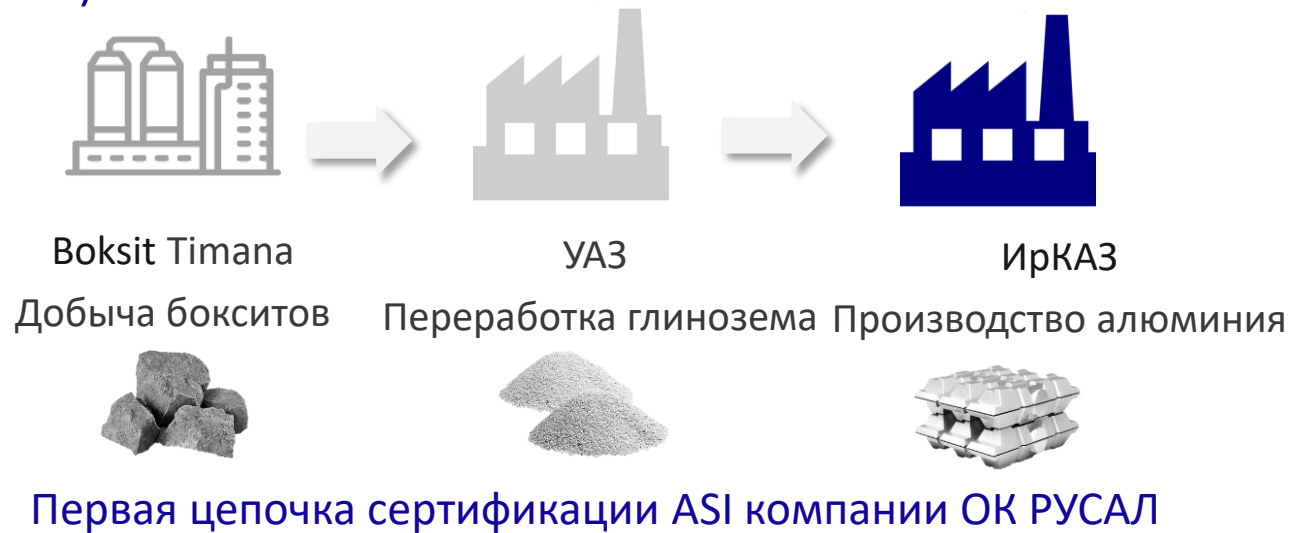 Boksit Timana
УАЗ
ИрКАЗ
Добыча бокситов
Переработка глинозема
Производство алюминия
Первая цепочка сертификации ASI компании ОК РУСАЛ